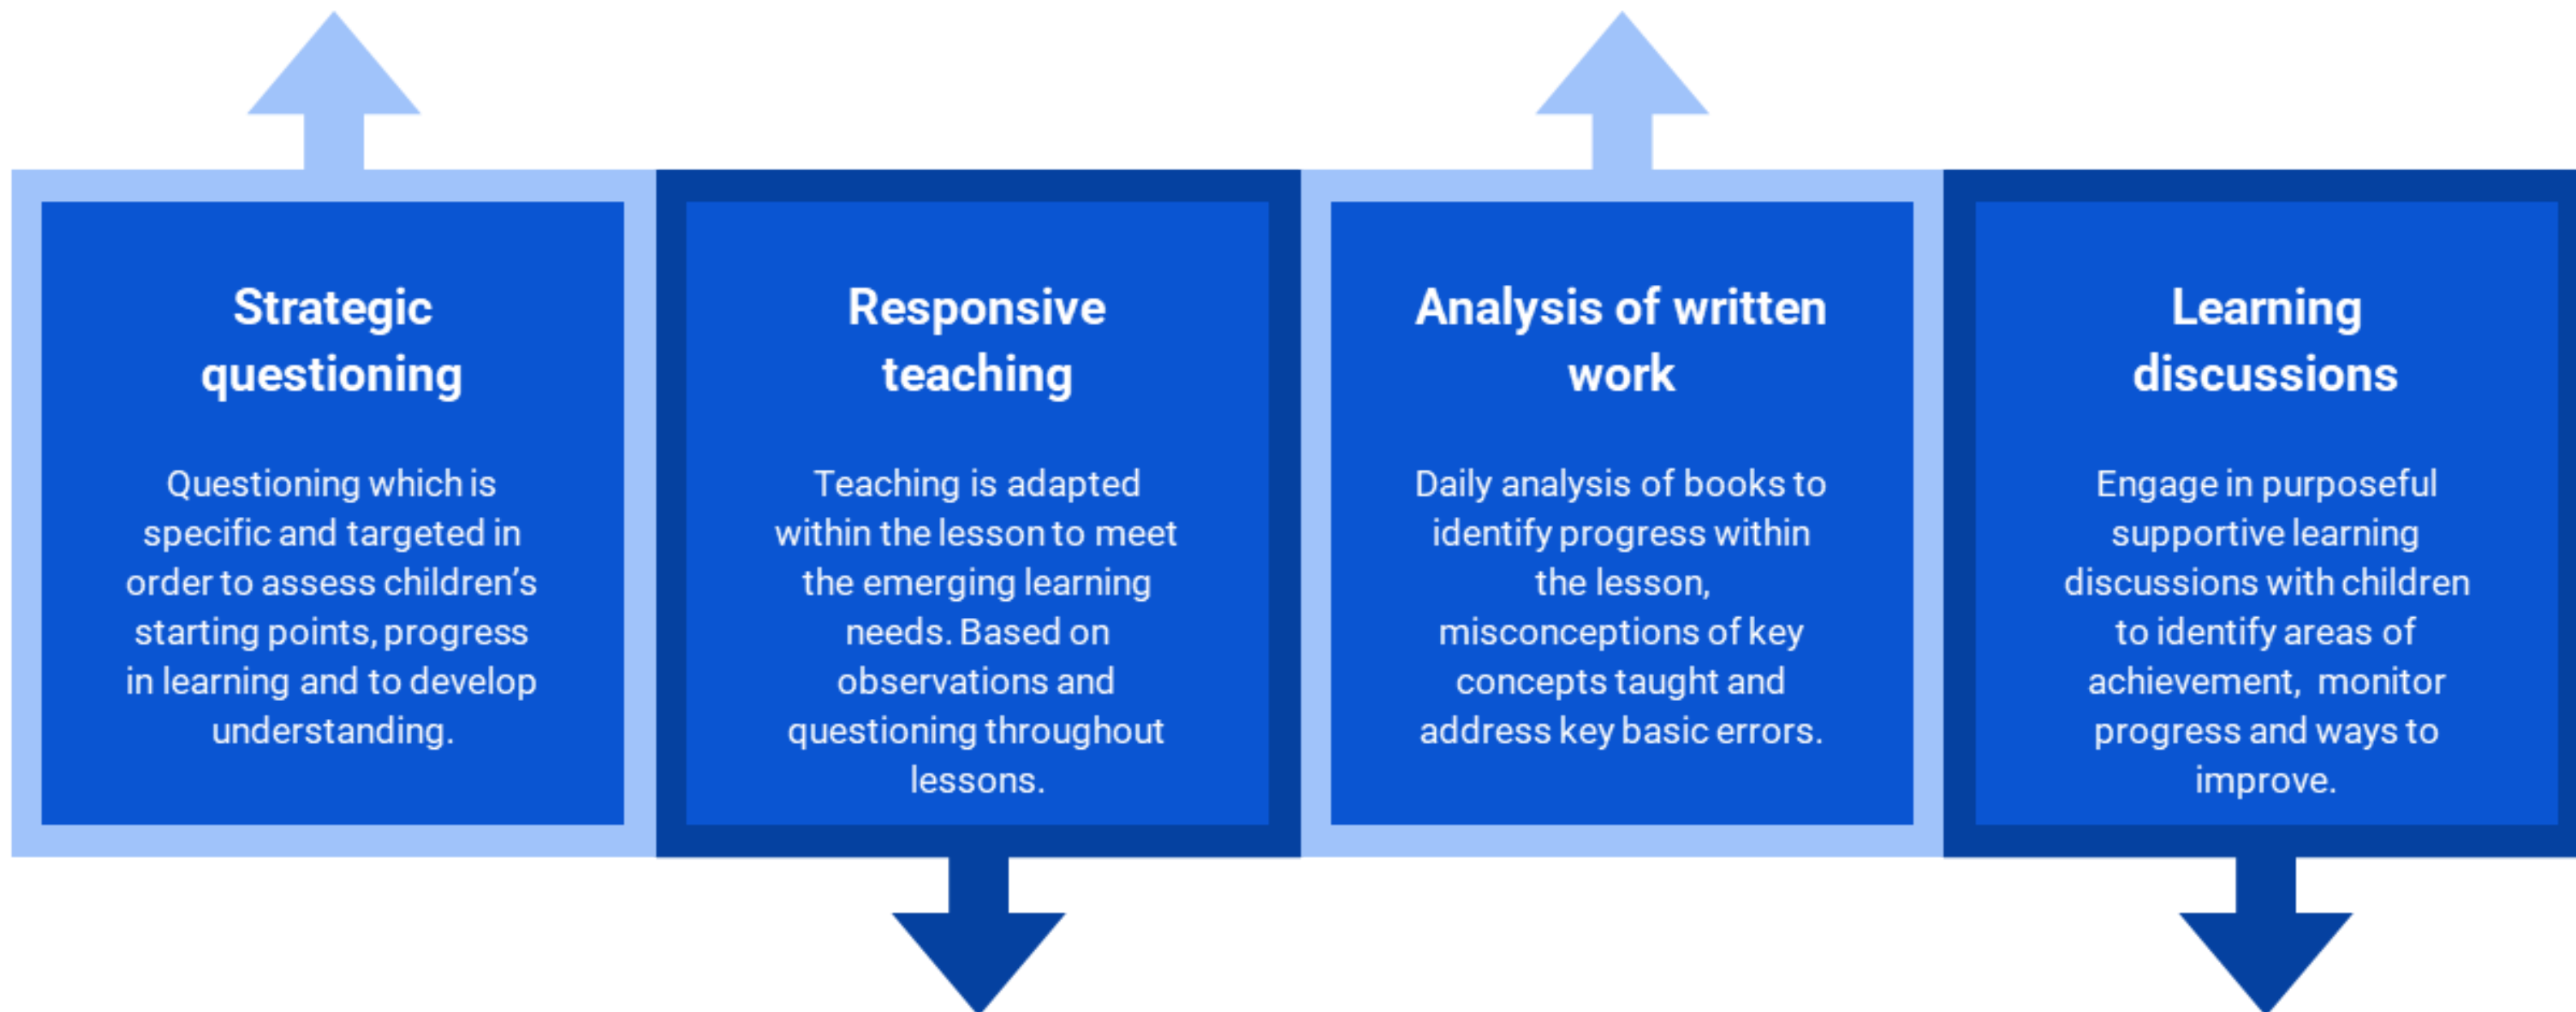 Strategic
questioning
Questioning which is
specific and targeted in
order to assess children’s
starting points, progress
in learning and to develop
understanding.
Responsive
teaching
Teaching is adapted
within the lesson to meet
the emerging learning
needs. Based on
observations and
questioning throughout
lessons.
Analysis of written
work
Daily analysis of books to
identify progress within
the lesson,
misconceptions of key
concepts taught and
address key basic errors.
Learning
discussions
Engage in purposeful
supportive learning
discussions with children
to identify areas of
achievement,  monitor
progress and ways to
improve.